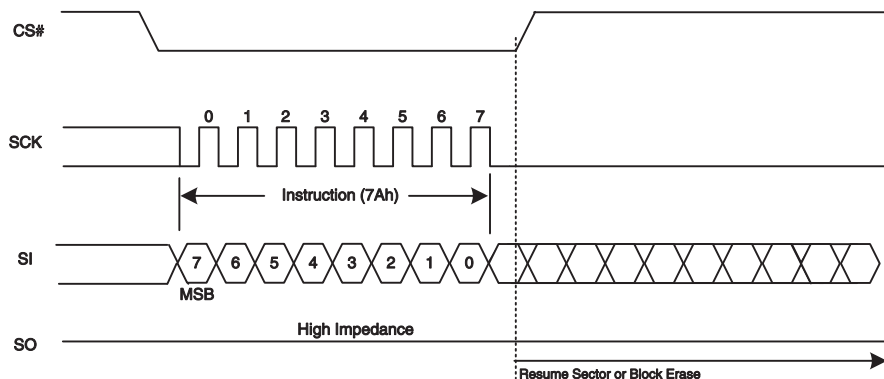 CS#
0 1 2 3 4 5 6 7
SCK
Instruction (7Ah)
SI
7 6 5 4 3 2 1 0
MSB
High Impedance
SO
Resume Sector or Block Erase